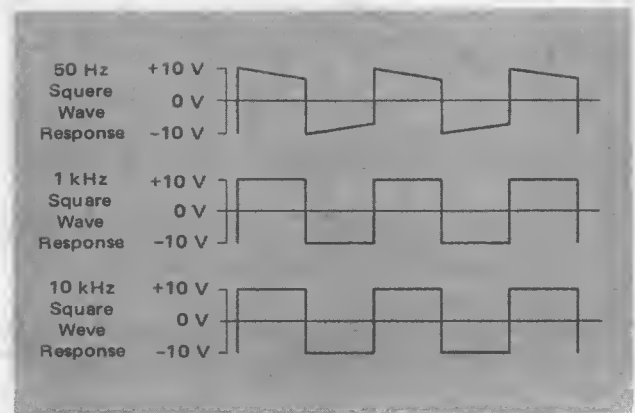 50 Hz +10 V
Squere 0 V
Wave
Response -10 V
1 kHz +10 V
Square
Wave 0 V
Response -10 V
10 kHz +10 V
Square
Weve 0 V
Response -10 V